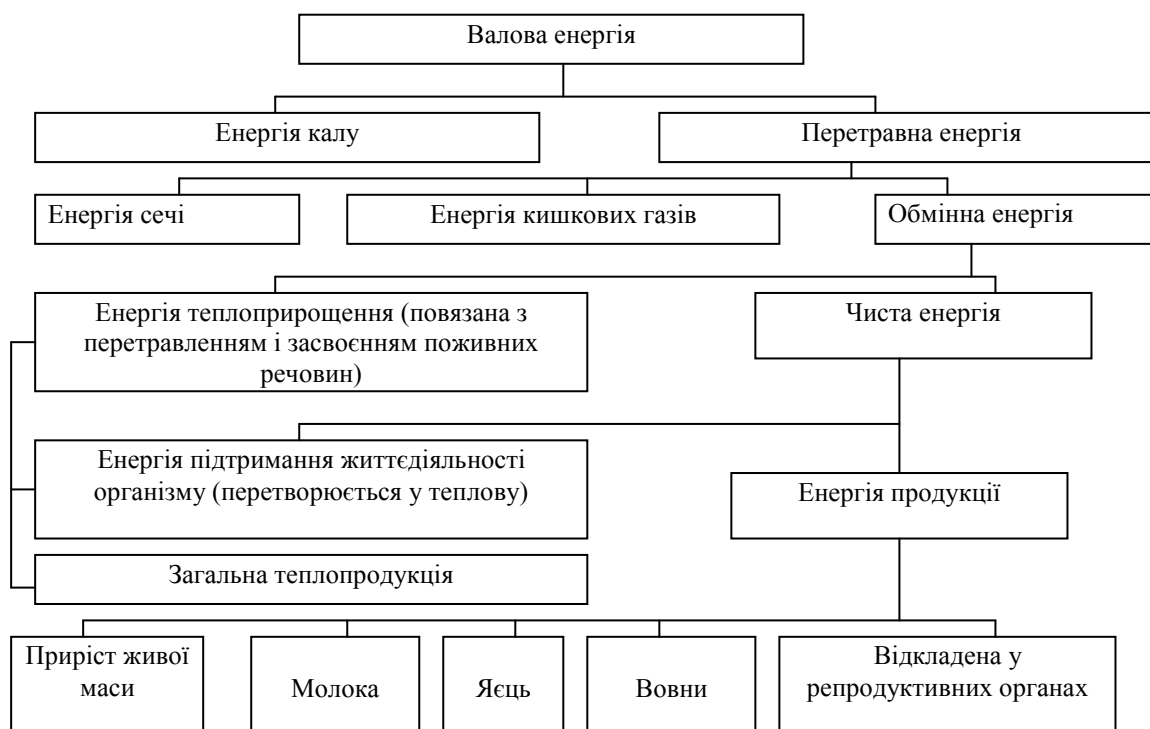 Валова енергія
Енергія калу
Перетравна енергія
Енергія сечі
Енергія кишкових газів
Обмінна енергія
Енергія теплоприрощення (повязана з
перетравленням і засвоєнням поживних
речовин)
Чиста енергія
Енергія підтримання життєдіяльності
організму (перетворюється у теплову)
Енергія продукції
Загальна теплопродукція
Приріст живої
маси
Молока
Яєць
Вовни
Відкладена у
репродуктивних органах